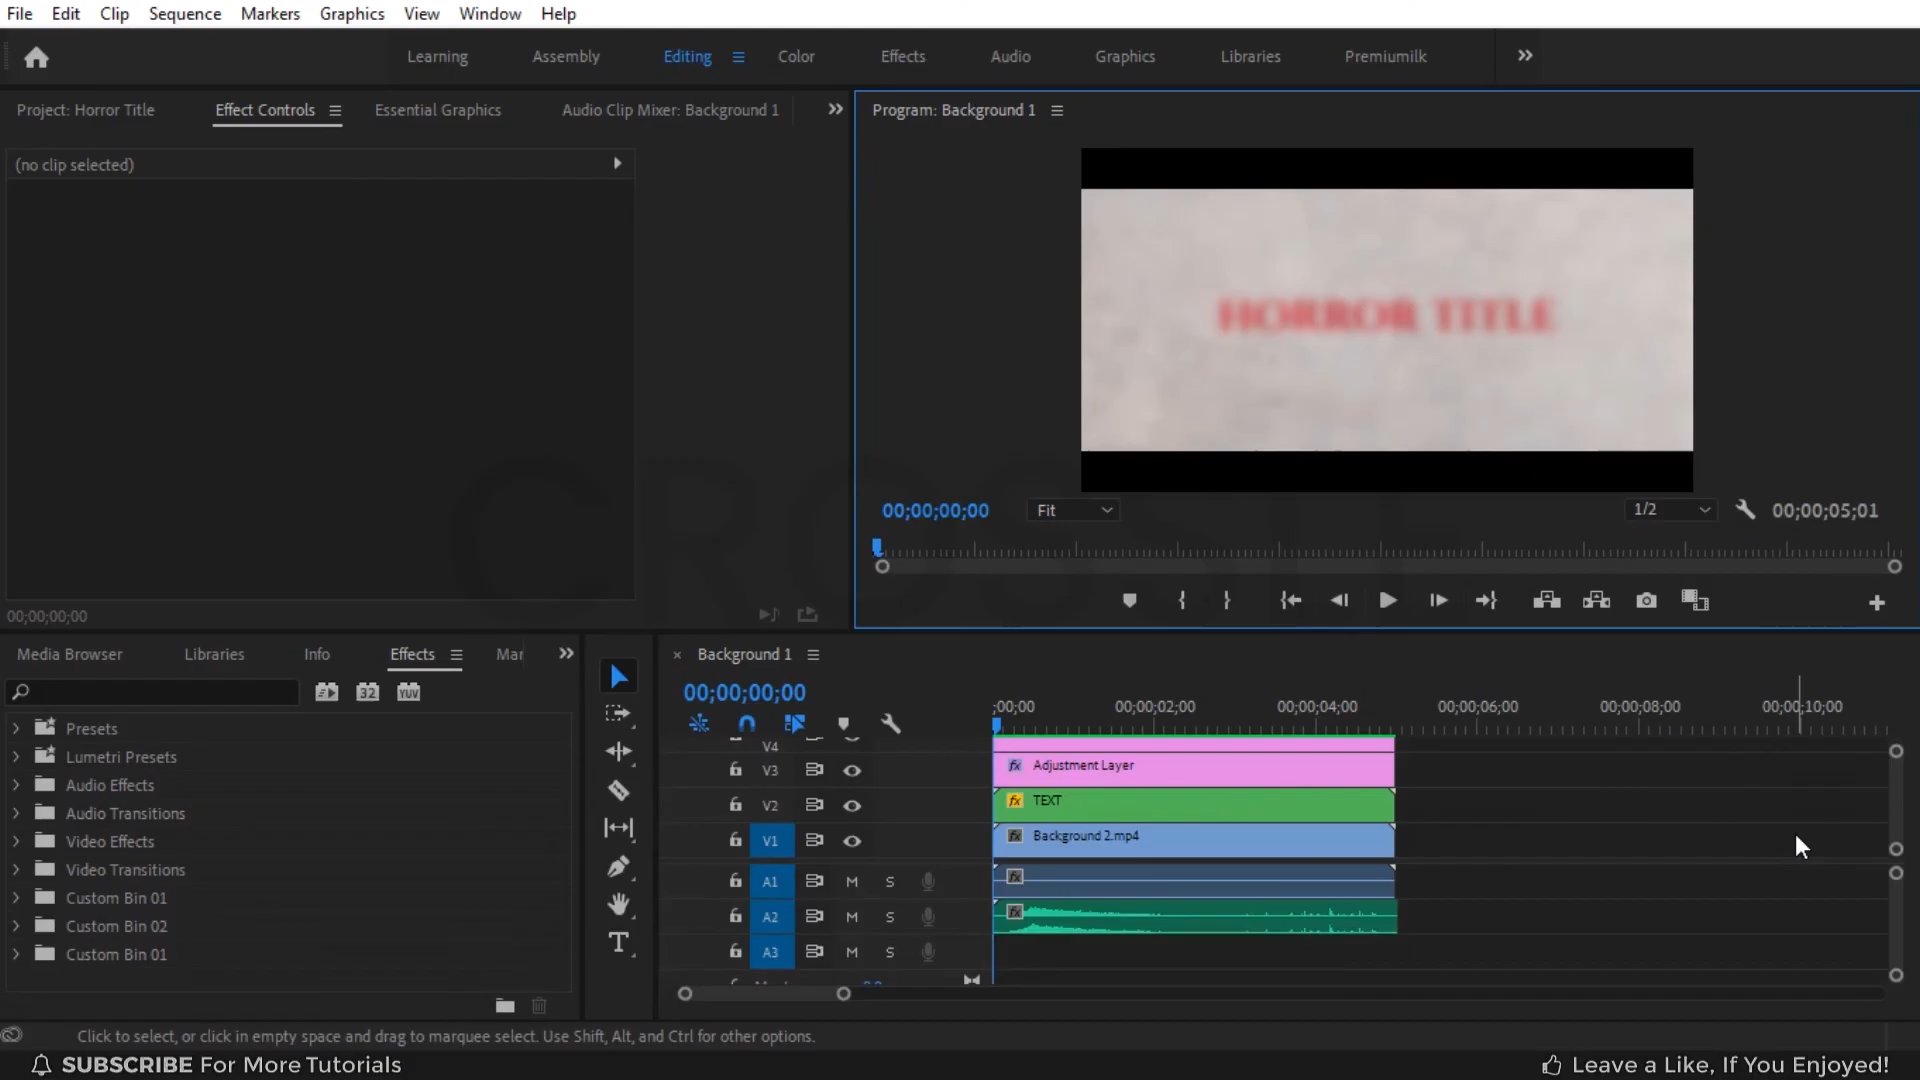 File Edit Clip Sequence Markers Graphics View Window Help
Learning Assembly Editing Color Effects Audio Graphics Libraries Premiumilk
Project: Horror Title Effect Controls Essential Graphics Audio Clip Mixer: Background 1
(no clip selected)
00;00;00;00
Program: Background 1
HORROR TITLE
00;00;00;00 Fit 1/2 00;00;05;01
Media Browser Libraries Info Effects Mar
32 YUV
Presets
Lumetri Presets
Audio Effects
Audio Transitions
Video Effects
Video Transitions
Custom Bin 01
Custom Bin 02
Custom Bin 01
T
Background 1
00;00;00;00
;00;00 00;00;02;00 00;00;04;00 00;00;06;00 00;00;08;00 00;00;10;00
V4
V3 fx Adjustment Layer
V2 fx TEXT
V1 fx Background 2.mp4
A1 M S fx
A2 M S fx
A3 M S
Click to select, or click in empty space and drag to marquee select. Use Shift, Alt, and Ctrl for other options.
SUBSCRIBE For More Tutorials
Leave a Like, If You Enjoyed!